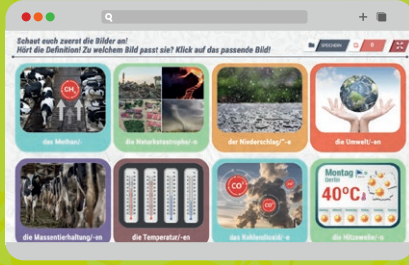 Schaut euch zuerst die Bilder an!
Hört die Definition! Zu welchem Bild passt sie? Klick auf das passende Bild!
SPEICHERN
CH₄
das Methan/-
die Naturkatastrophe/-n
der Niederschlag/¨-e
die Umwelt/-en
die Massentierhaltung/-en
die Temperatur/-en
CO²
CO²
das Kohlendioxid/-e
Montag
Berlin
40°C
die Hitzewelle/-n